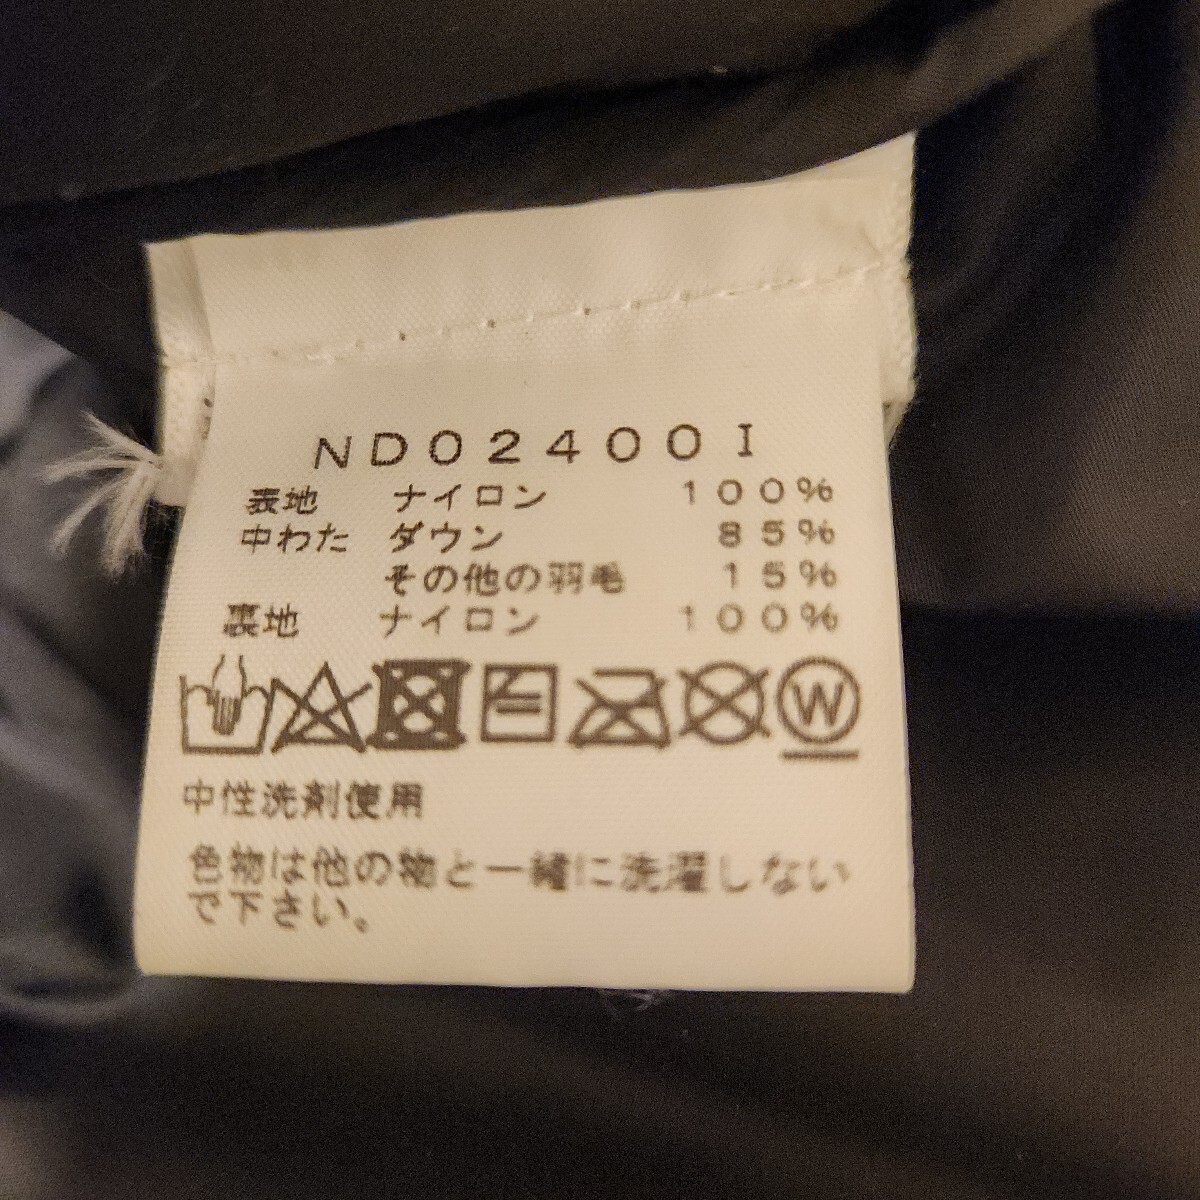 ND02400I
表地 ナイロン 100%
中わた ダウン 85%
その他の羽毛 15%
裏地 ナイロン 100%
W
中性洗剤使用
色物は他の物と一緒に洗濯しない
で下さい。